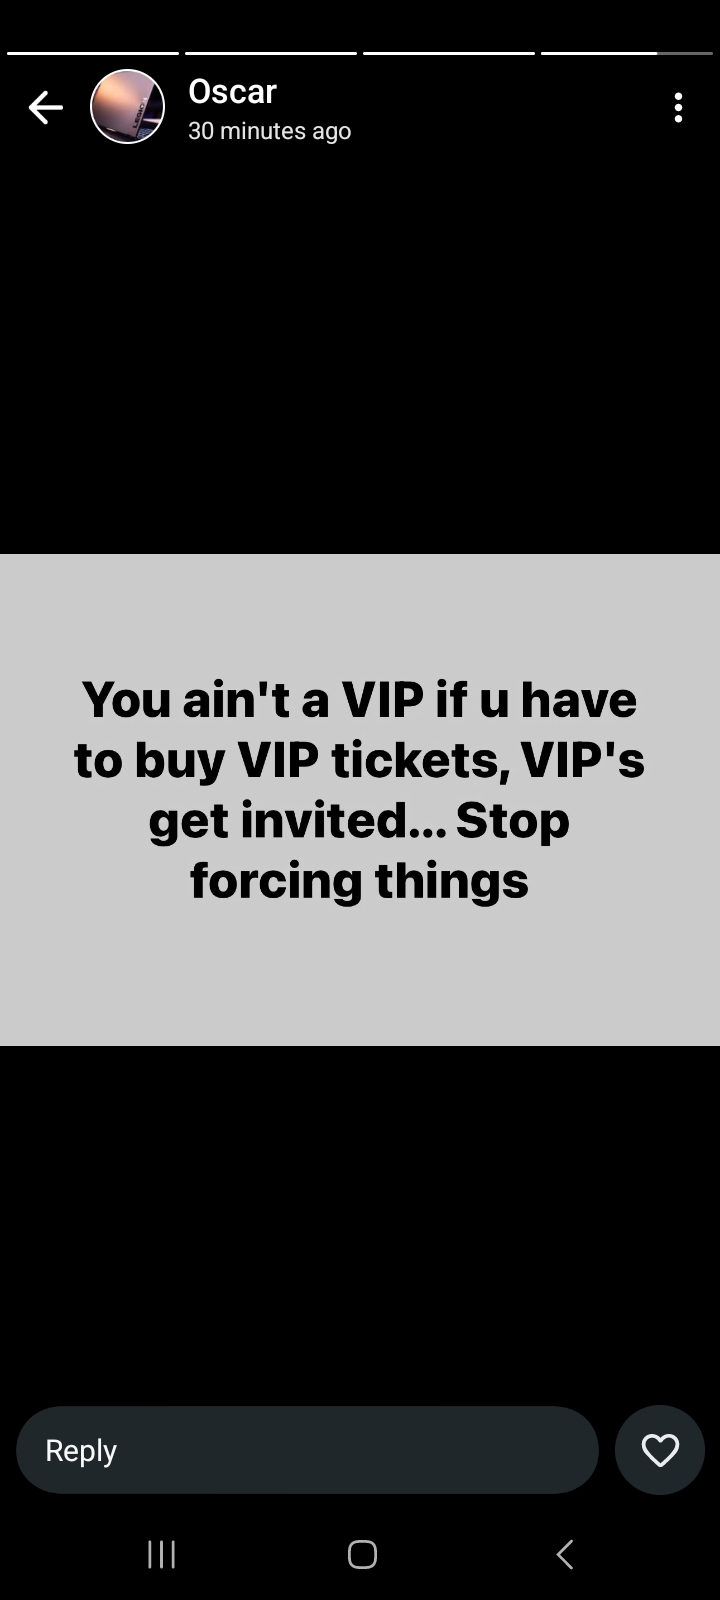 Oscar
30 minutes ago
You ain't a VIP if u have
to buy VIP tickets, VIP's
get invited... Stop
forcing things
Reply